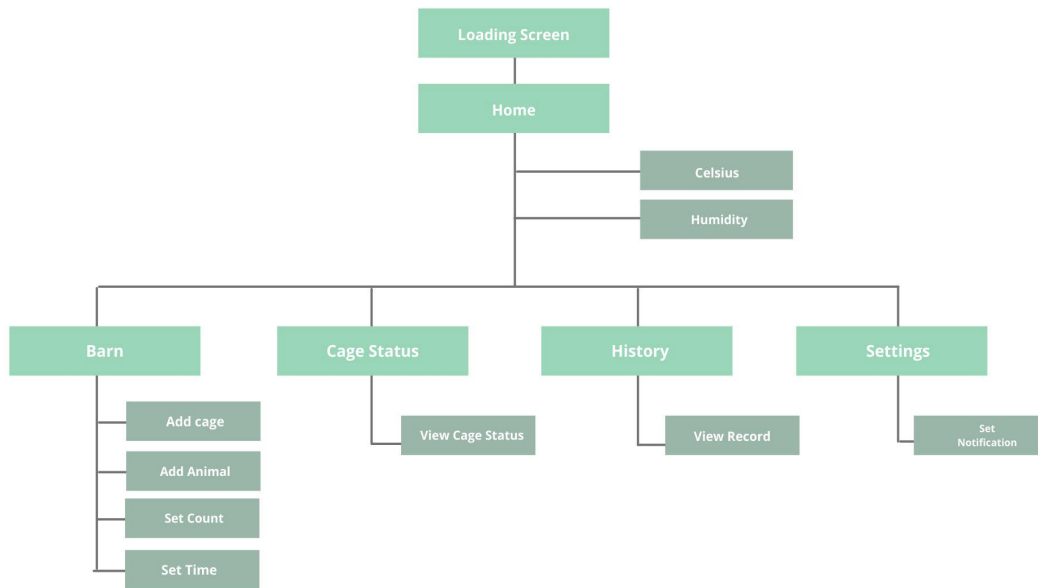 Loading Screen
Home
Celsius
Humidity
Barn
Cage Status
History
Settings
Add cage
View Cage Status
View Record
Set
Notification
Add Animal
Set Count
Set Time